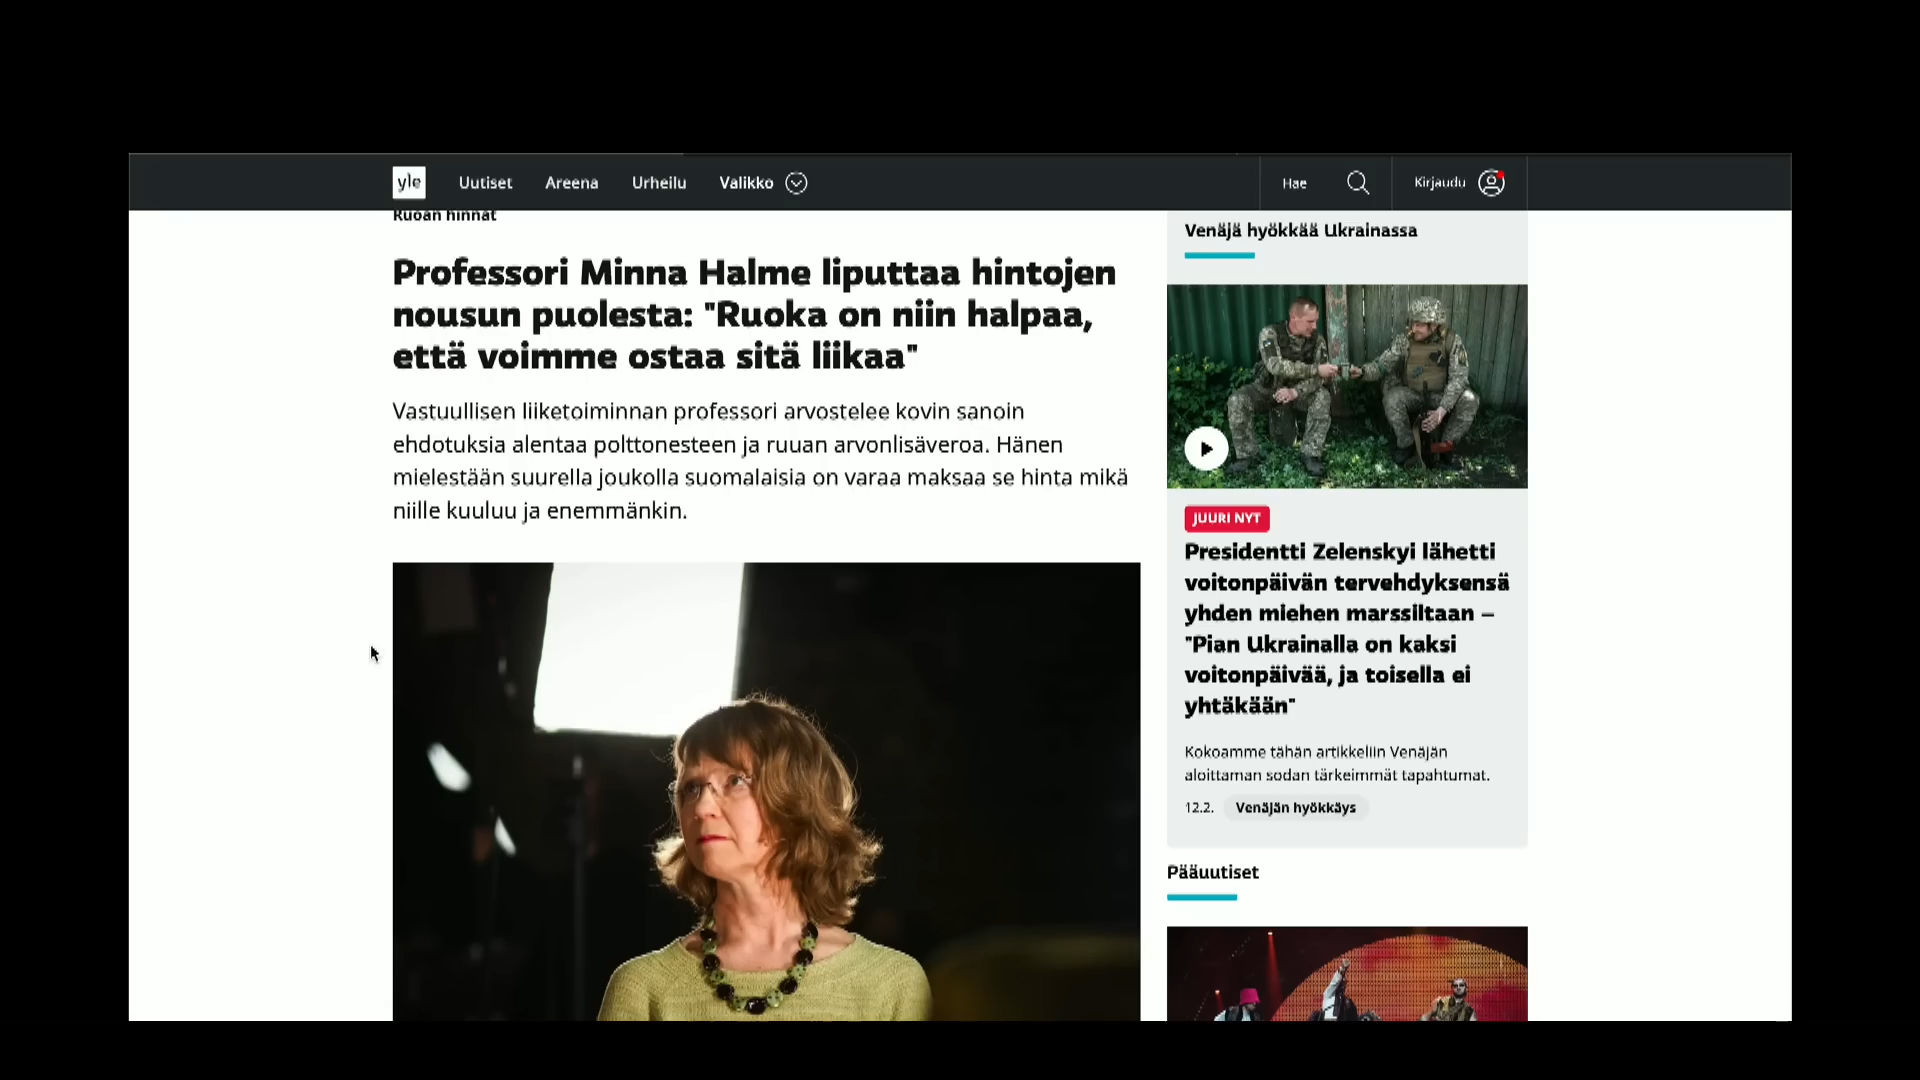 yle
Uutiset
Areena
Urheilu
Valikko
Hae
Kirjaudu
Ruoan hinnat
Professori Minna Halme liputtaa hintojen
nousun puolesta: "Ruoka on niin halpaa,
että voimme ostaa sitä liikaa"
Vastuullisen liiketoiminnan professori arvostelee kovin sanoin
ehdotuksia alentaa polttonesteen ja ruuan arvonlisäveroa. Hänen
mielestään suurella joukolla suomalaisia on varaa maksaa se hinta mikä
niille kuuluu ja enemmänkin.
Venäjä hyökkää Ukrainassa
JUURI NYT
Presidentti Zelenskyi lähetti
voitonpäivän tervehdyksensä
yhden miehen marssiltaan –
"Pian Ukrainalla on kaksi
voitonpäivää, ja toisella ei
yhtäkään"
Kokoamme tähän artikkeliin Venäjän
aloittaman sodan tärkeimmät tapahtumat.
12.2.
Venäjän hyökkäys
Pääuutiset